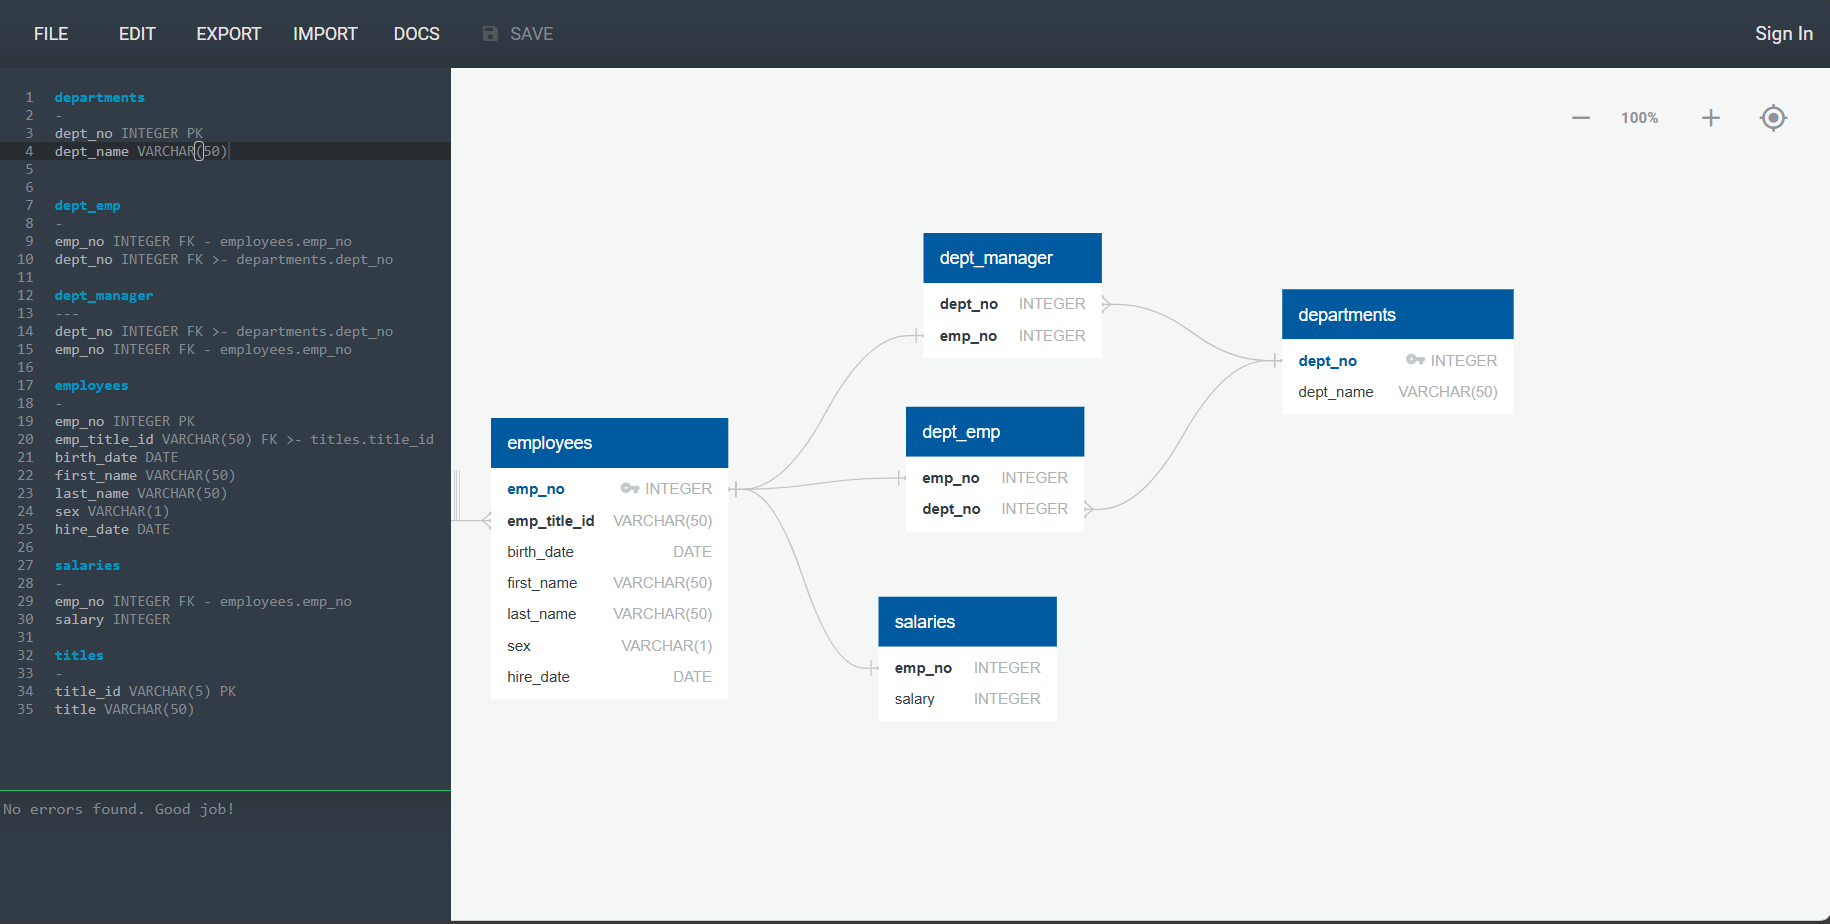 FILE EDIT EXPORT IMPORT DOCS SAVE Sign In
1 departments
2 -
3 dept_no INTEGER PK
4 dept_name VARCHAR(50)
5
6
7 dept_emp
8 -
9 emp_no INTEGER FK - employees.emp_no
10 dept_no INTEGER FK >- departments.dept_no
11
12 dept_manager
13 ---
14 dept_no INTEGER FK >- departments.dept_no
15 emp_no INTEGER FK - employees.emp_no
16
17 employees
18 -
19 emp_no INTEGER PK
20 emp_title_id VARCHAR(50) FK >- titles.title_id
21 birth_date DATE
22 first_name VARCHAR(50)
23 last_name VARCHAR(50)
24 sex VARCHAR(1)
25 hire_date DATE
26
27 salaries
28 -
29 emp_no INTEGER FK - employees.emp_no
30 salary INTEGER
31
32 titles
33 -
34 title_id VARCHAR(5) PK
35 title VARCHAR(50)
No errors found. Good job!
100%
employees
emp_no INTEGER
emp_title_id VARCHAR(50)
birth_date DATE
first_name VARCHAR(50)
last_name VARCHAR(50)
sex VARCHAR(1)
hire_date DATE
dept_manager
dept_no INTEGER
emp_no INTEGER
dept_emp
emp_no INTEGER
dept_no INTEGER
salaries
emp_no INTEGER
salary INTEGER
departments
dept_no INTEGER
dept_name VARCHAR(50)